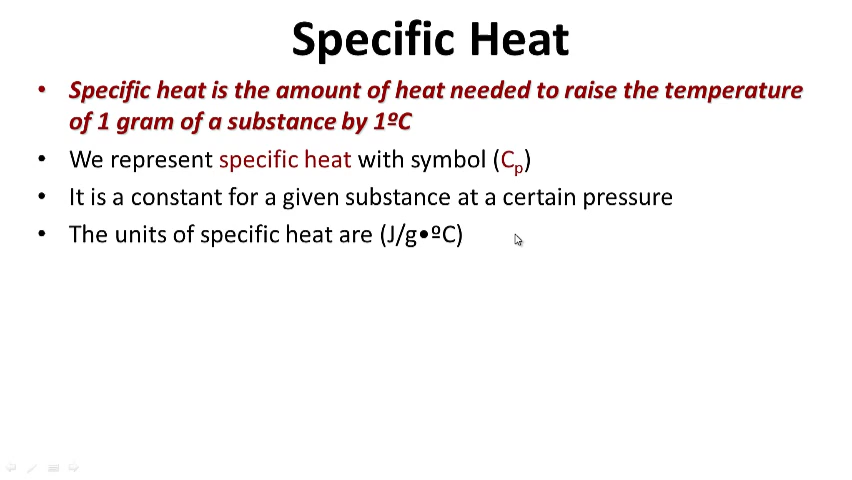 Specific Heat
• Specific heat is the amount of heat needed to raise the temperature
of 1 gram of a substance by 1ºC
• We represent specific heat with symbol (Cp)
• It is a constant for a given substance at a certain pressure
• The units of specific heat are (J/g•ºC)